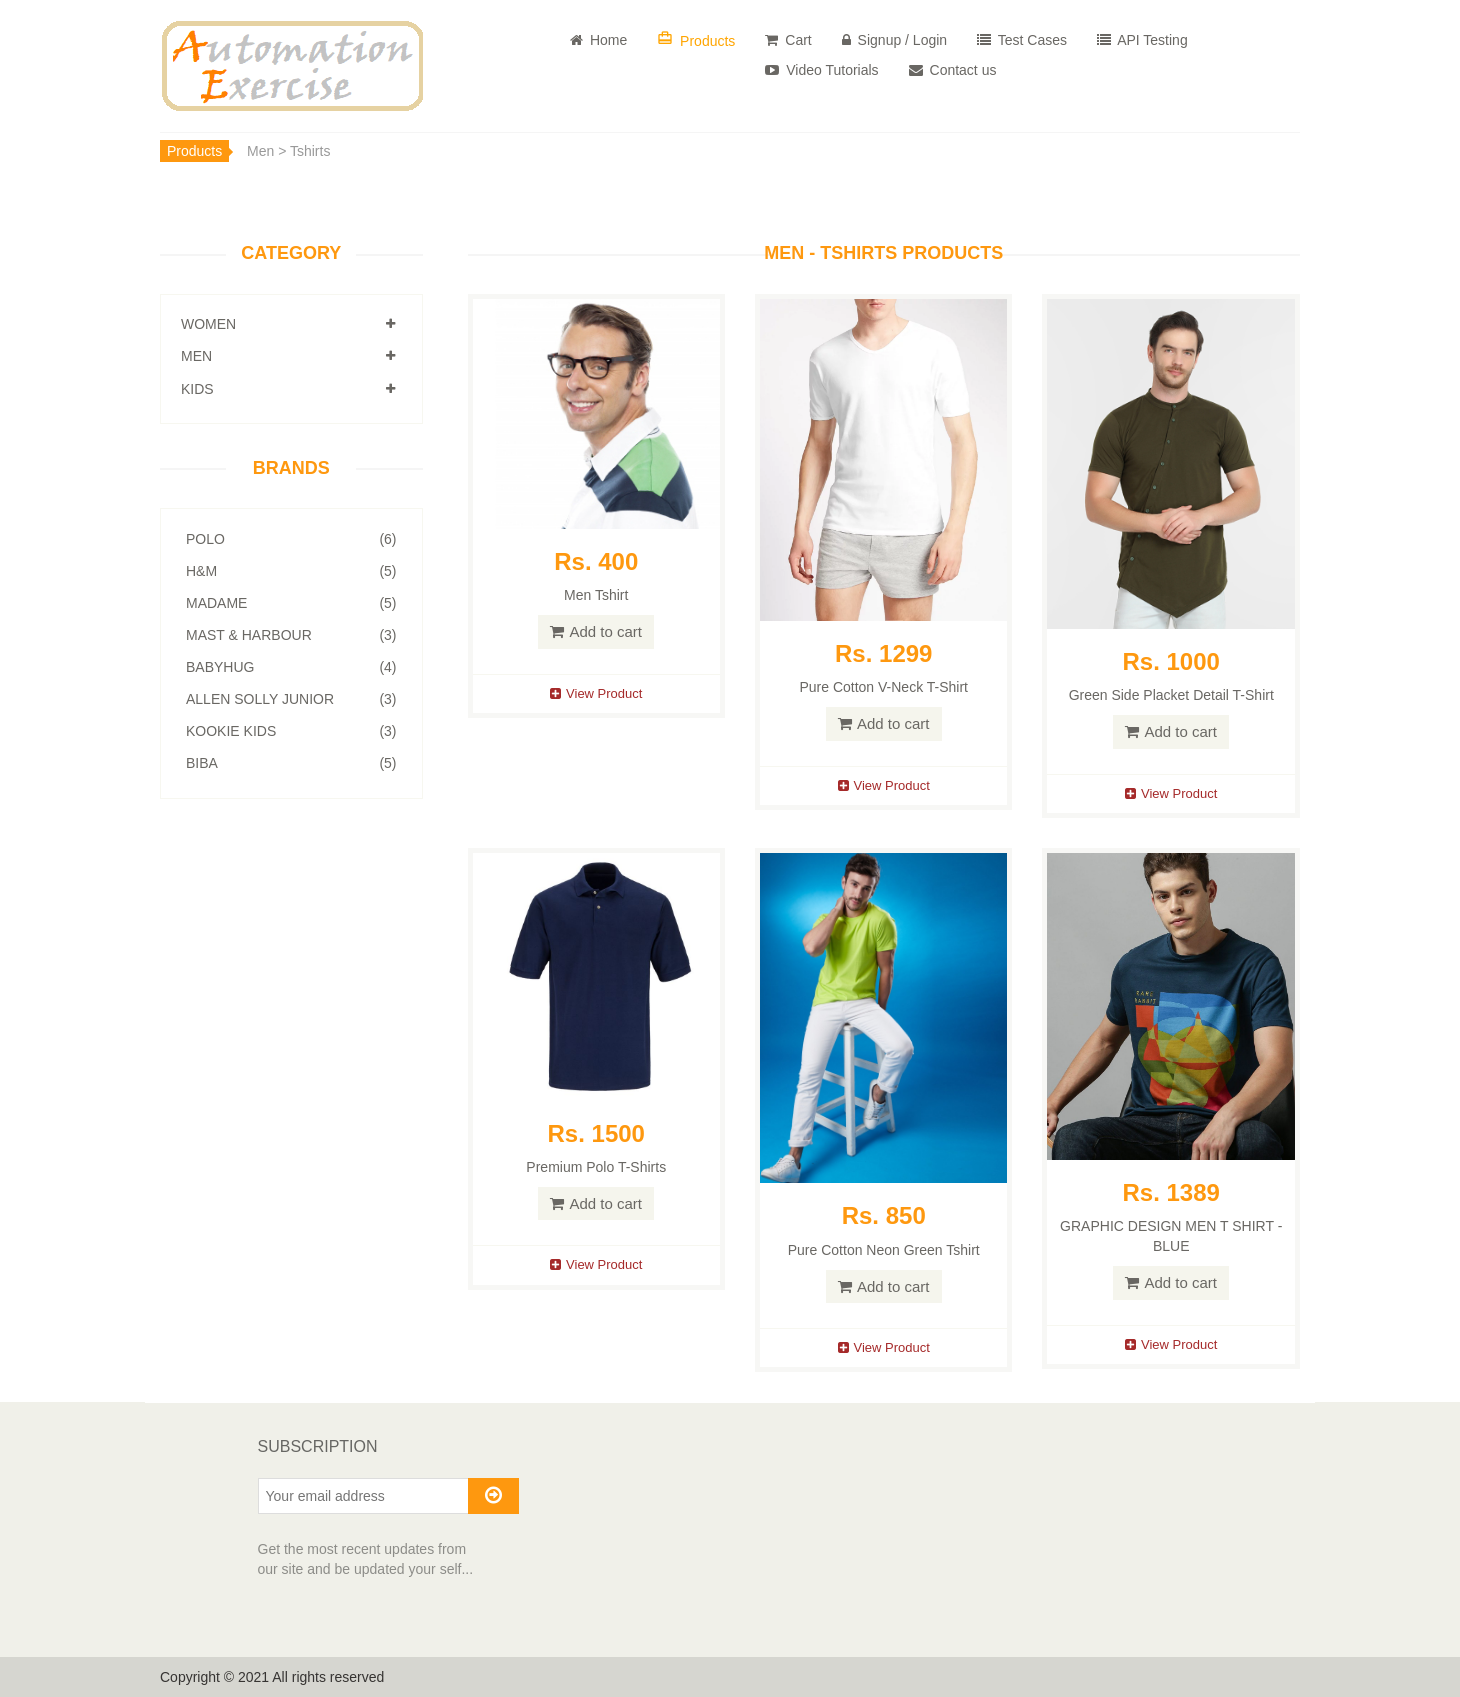 Automation
Exercise
Home
Products
Cart
Signup / Login
Test Cases
API Testing
Video Tutorials
Contact us
Products
Men > Tshirts
CATEGORY
WOMEN
MEN
KIDS
BRANDS
POLO (6)
H&M (5)
MADAME (5)
MAST & HARBOUR (3)
BABYHUG (4)
ALLEN SOLLY JUNIOR (3)
KOOKIE KIDS (3)
BIBA (5)
MEN - TSHIRTS PRODUCTS
Rs. 400
Men Tshirt
Add to cart
View Product
Rs. 1299
Pure Cotton V-Neck T-Shirt
Add to cart
View Product
Rs. 1000
Green Side Placket Detail T-Shirt
Add to cart
View Product
Rs. 1500
Premium Polo T-Shirts
Add to cart
View Product
Rs. 850
Pure Cotton Neon Green Tshirt
Add to cart
View Product
RARE
RABBIT
Rs. 1389
GRAPHIC DESIGN MEN T SHIRT -
BLUE
Add to cart
View Product
SUBSCRIPTION
Your email address
Get the most recent updates from
our site and be updated your self...
Copyright © 2021 All rights reserved